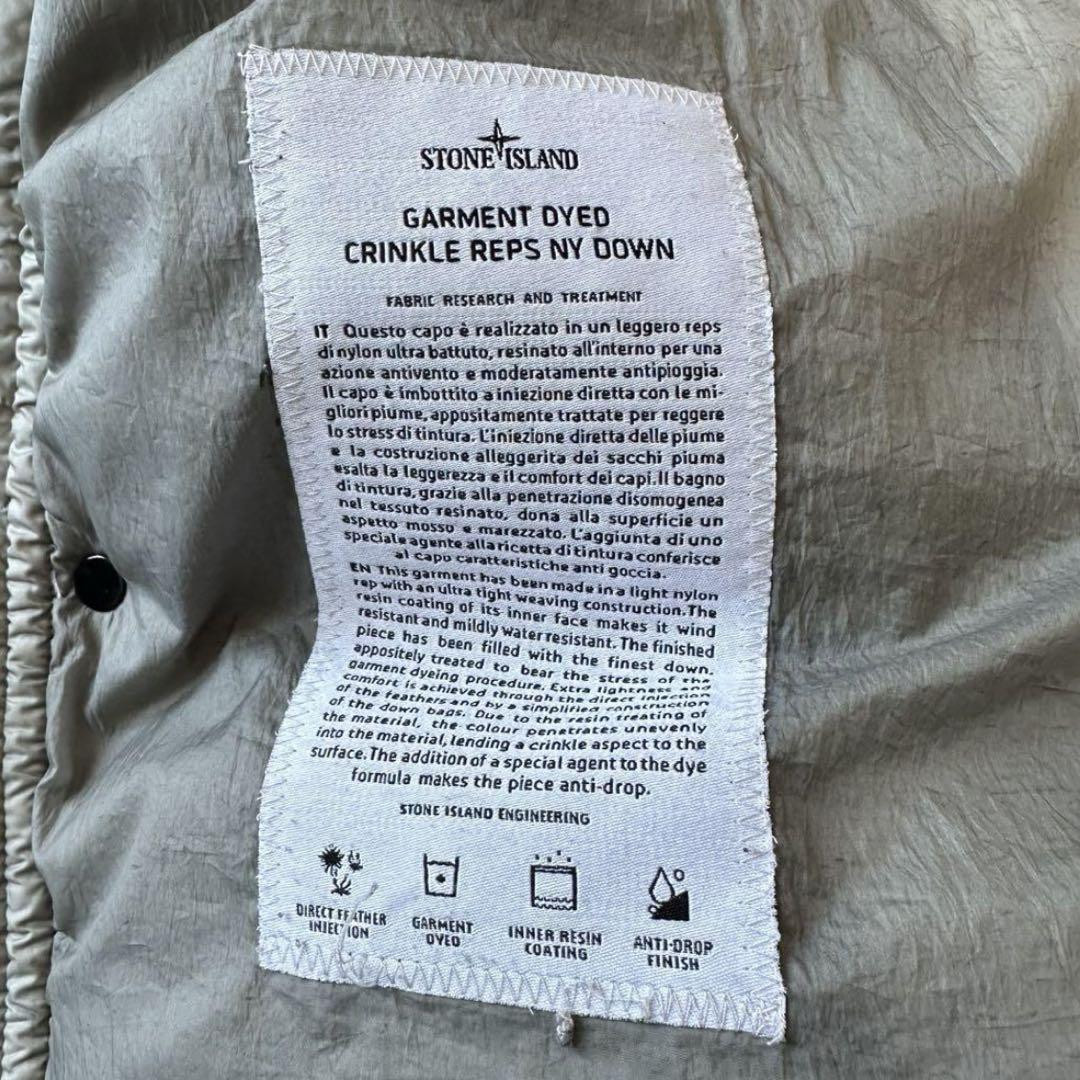 STONE ISLAND
GARMENT DYED
CRINKLE REPS NY DOWN
FABRIC RESEARCH AND TREATMENT
IT Questo capo è realizzato in un leggero reps
di nylon ultra battuto, resinato all'interno per una
azione antivento e moderatamente antipioggia.
Il capo è imbottito a iniezione diretta con le mi-
gliori piume, appositamente trattate per reggere
lo stress di tintura. L'iniezione diretta delle piume
e la costruzione alleggerita dei sacchi piuma
esalta la leggerezza e il comfort dei capi. Il bagno
di tintura, grazie alla penetrazione disomogenea
nel tessuto resinato, dona alla superficie un
aspetto mosso e marezzato. L'aggiunta di uno
speciale agente alla ricetta di tintura conferisce
al capo caratteristiche anti goccia.
EN This garment has been made in a light nylon
rep with an ultra tight weaving construction. The
resin coating of its inner face makes it wind
resistant and mildly water resistant. The finished
piece has been filled with the finest down,
appositely treated to bear the stress of the
garment dyeing procedure. Extra lightness and
comfort is achieved through the direct injection
of the feathers and by a simplified construction
of the down bags. Due to the resin treating of
the material, the colour penetrates unevenly
into the material, lending a crinkle aspect to the
surface. The addition of a special agent to the dye
formula makes the piece anti-drop.
STONE ISLAND ENGINEERING
DIRECT FEATHER
INJECTION
GARMENT
DYED
INNER RESIN
COATING
ANTI-DROP
FINISH